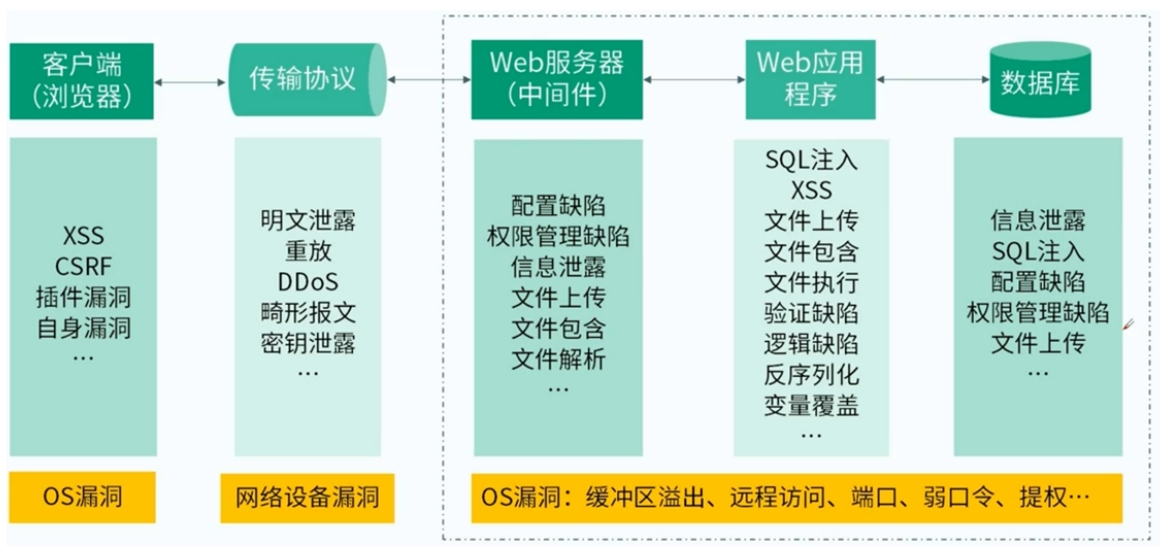 客户端
（浏览器）
传输协议
Web服务器
（中间件）
Web应用
程序
数据库
XSS
CSRF
插件漏洞
自身漏洞
…
明文泄露
重放
DDoS
畸形报文
密钥泄露
…
配置缺陷
权限管理缺陷
信息泄露
文件上传
文件包含
文件解析
…
SQL注入
XSS
文件上传
文件包含
文件执行
验证缺陷
逻辑缺陷
反序列化
变量覆盖
…
信息泄露
SQL注入
配置缺陷
权限管理缺陷
文件上传
…
OS漏洞
网络设备漏洞
OS漏洞：缓冲区溢出、远程访问、端口、弱口令、提权…